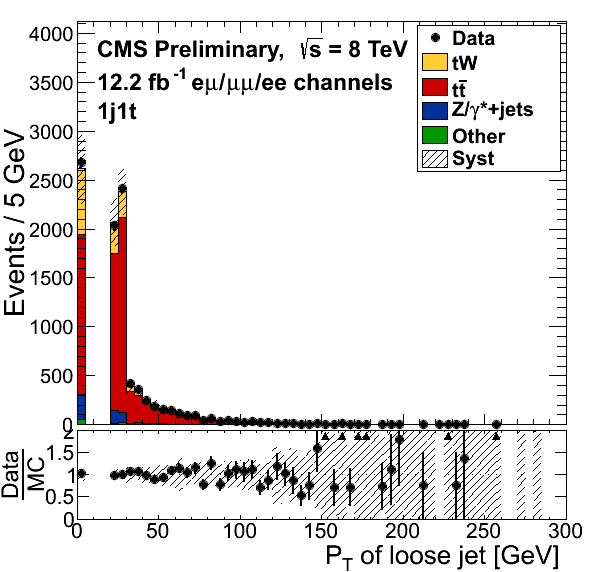 CMS Preliminary, √s = 8 TeV
12.2 fb⁻¹ eμ/μμ/ee channels
1j1t
Data
tW
tt̄
Z/γ*+jets
Other
Syst
Events / 5 GeV
4000
3500
3000
2500
2000
1500
1000
500
0
Data
MC
2
1.5
1
0.5
0
0 50 100 150 200 250 300
P_T of loose jet [GeV]